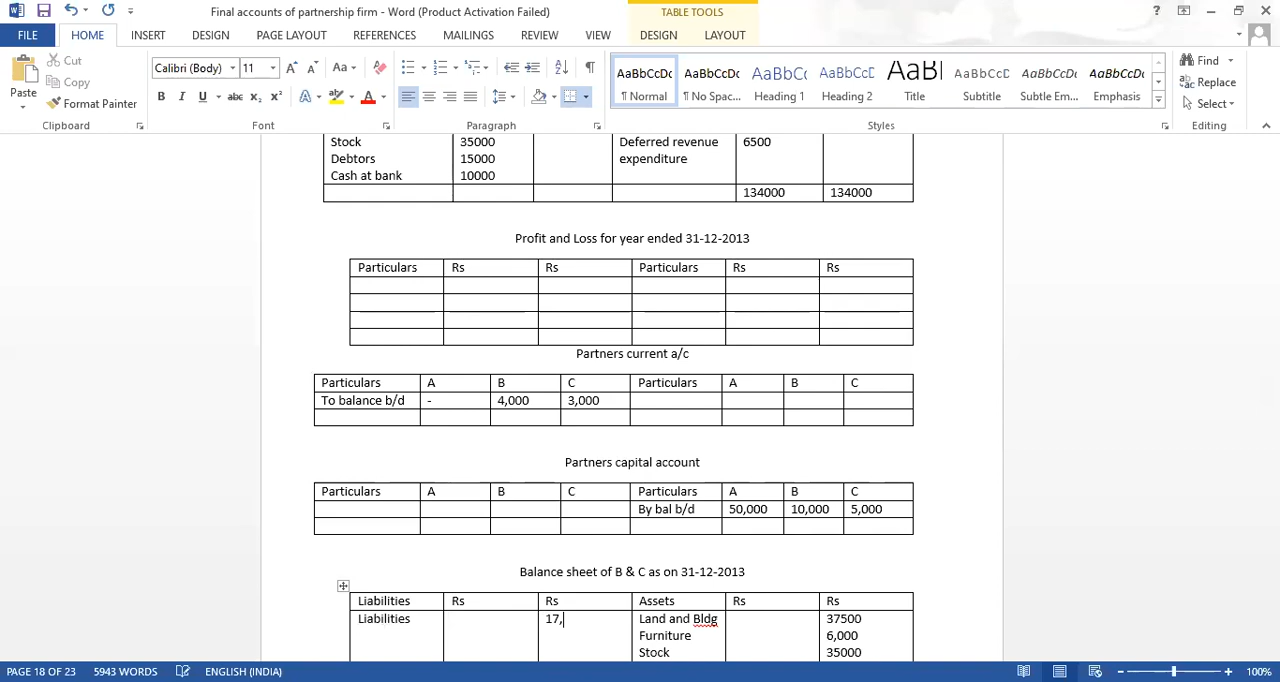 Final accounts of partnership firm - Word (Product Activation Failed)
TABLE TOOLS
FILE HOME INSERT DESIGN PAGE LAYOUT REFERENCES MAILINGS REVIEW VIEW DESIGN LAYOUT
Paste
Cut
Copy
Format Painter
Clipboard
Calibri (Body) 11
Font
Paragraph
AaBbCcDc AaBbCcDc AaBbCc AaBbCcD AaBl AaBbCcD AaBbCcDc AaBbCcDc
¶ Normal ¶ No Spac... Heading 1 Heading 2 Title Subtitle Subtle Em... Emphasis
Styles
Find
Replace
Select
Editing
Stock 35000 Deferred revenue 6500
Debtors 15000 expenditure
Cash at bank 10000
134000 134000
Profit and Loss for year ended 31-12-2013
Particulars Rs Rs Particulars Rs Rs
Partners current a/c
Particulars A B C Particulars A B C
To balance b/d - 4,000 3,000
Partners capital account
Particulars A B C Particulars A B C
By bal b/d 50,000 10,000 5,000
Balance sheet of B & C as on 31-12-2013
Liabilities Rs Rs Assets Rs Rs
Liabilities 17, Land and Bldg 37500
Furniture 6,000
Stock 35000
PAGE 18 OF 23 5943 WORDS ENGLISH (INDIA) 100%